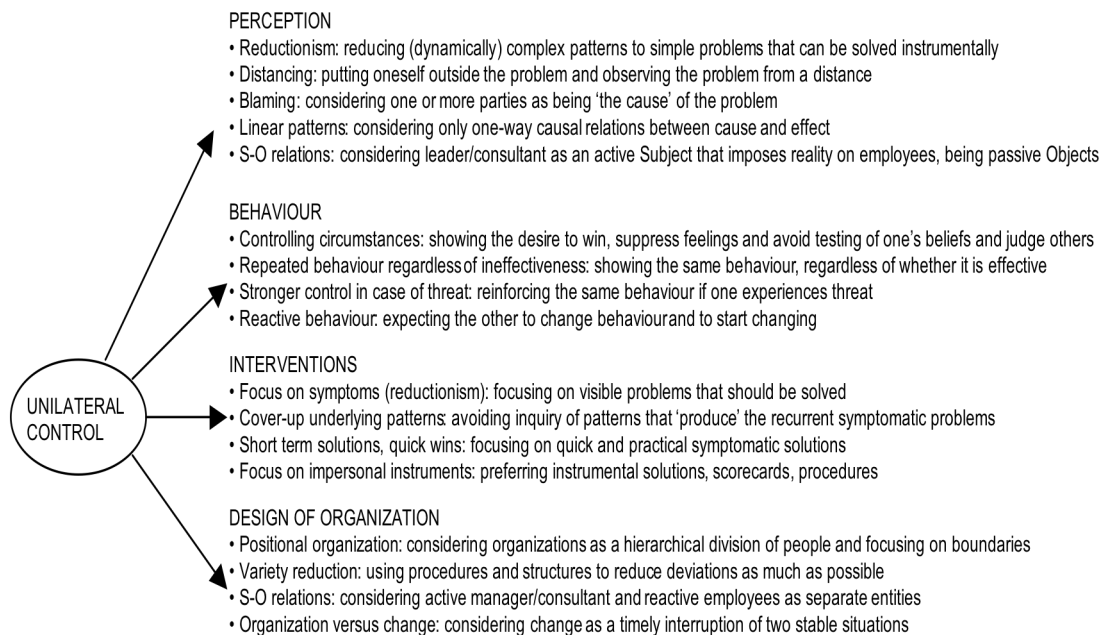 PERCEPTION
• Reductionism: reducing (dynamically) complex patterns to simple problems that can be solved instrumentally
• Distancing: putting oneself outside the problem and observing the problem from a distance
• Blaming: considering one or more parties as being ‘the cause’ of the problem
• Linear patterns: considering only one-way causal relations between cause and effect
• S-O relations: considering leader/consultant as an active Subject that imposes reality on employees, being passive Objects
BEHAVIOUR
• Controlling circumstances: showing the desire to win, suppress feelings and avoid testing of one’s beliefs and judge others
• Repeated behaviour regardless of ineffectiveness: showing the same behaviour, regardless of whether it is effective
• Stronger control in case of threat: reinforcing the same behaviour if one experiences threat
• Reactive behaviour: expecting the other to change behaviour and to start changing
UNILATERAL
CONTROL
INTERVENTIONS
• Focus on symptoms (reductionism): focusing on visible problems that should be solved
• Cover-up underlying patterns: avoiding inquiry of patterns that ‘produce’ the recurrent symptomatic problems
• Short term solutions, quick wins: focusing on quick and practical symptomatic solutions
• Focus on impersonal instruments: preferring instrumental solutions, scorecards, procedures
DESIGN OF ORGANIZATION
• Positional organization: considering organizations as a hierarchical division of people and focusing on boundaries
• Variety reduction: using procedures and structures to reduce deviations as much as possible
• S-O relations: considering active manager/consultant and reactive employees as separate entities
• Organization versus change: considering change as a timely interruption of two stable situations